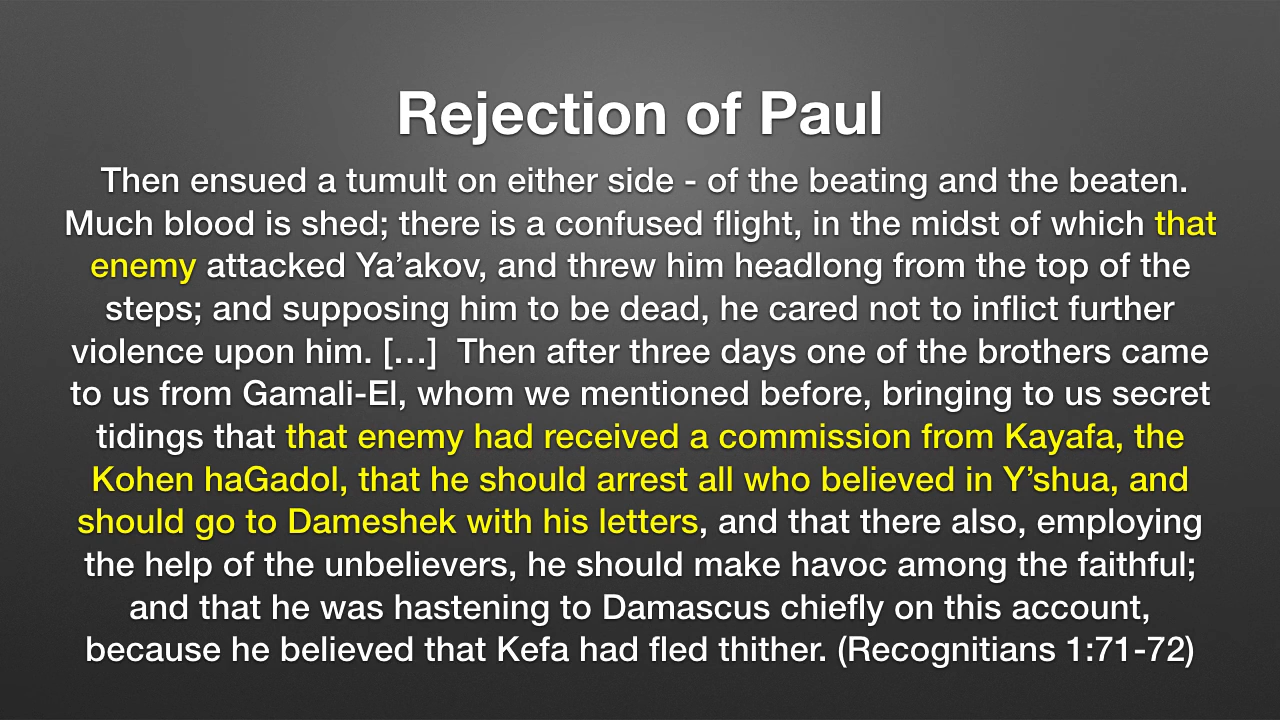 Rejection of Paul
Then ensued a tumult on either side - of the beating and the beaten.
Much blood is shed; there is a confused flight, in the midst of which that
enemy attacked Ya’akov, and threw him headlong from the top of the
steps; and supposing him to be dead, he cared not to inflict further
violence upon him. […]  Then after three days one of the brothers came
to us from Gamali-El, whom we mentioned before, bringing to us secret
tidings that that enemy had received a commission from Kayafa, the
Kohen haGadol, that he should arrest all who believed in Y’shua, and
should go to Dameshek with his letters, and that there also, employing
the help of the unbelievers, he should make havoc among the faithful;
and that he was hastening to Damascus chiefly on this account,
because he believed that Kefa had fled thither. (Recognitians 1:71-72)